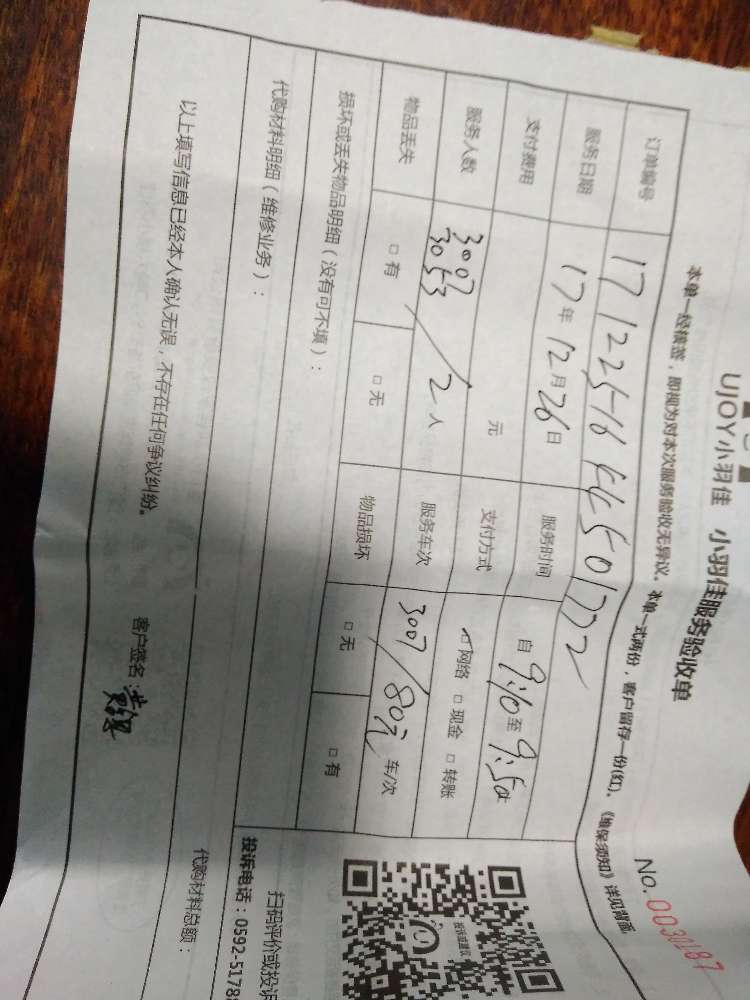 UJOY小羽佳 小羽佳服务验收单
No.0030187
本单一经核签，即视为对本次服务验收无异议。本单一式两份，客户留存一份(红)。《维保须知》详见背面
订单编号
服务日期 17年12月26日 服务时间 自9:10至9:50
支付费用 元 支付方式 □网络 □现金 □转账
服务人数 3007 3053/2人 服务车次 3007/80元 车/次
物品丢失 □有 □无 物品损坏 □无 □有
损坏或丢失物品明细（没有可不填）：
代购材料明细（维修业务）：
代购材料总额：
以上填写信息已经本人确认无误，不存在任何争议纠纷。
客户签名:
扫码评价或投诉
投诉电话：0592-5178